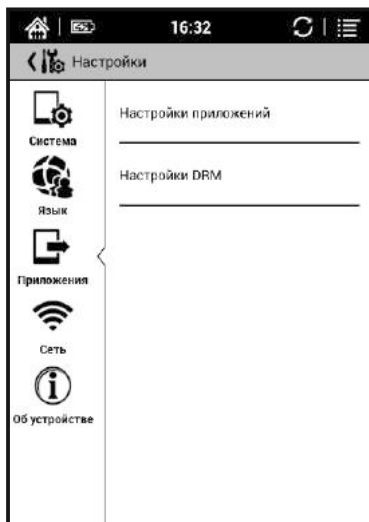 16:32
Настройки
Система
Язык
Приложения
Сеть
Об устройстве
Настройки приложений
Настройки DRM